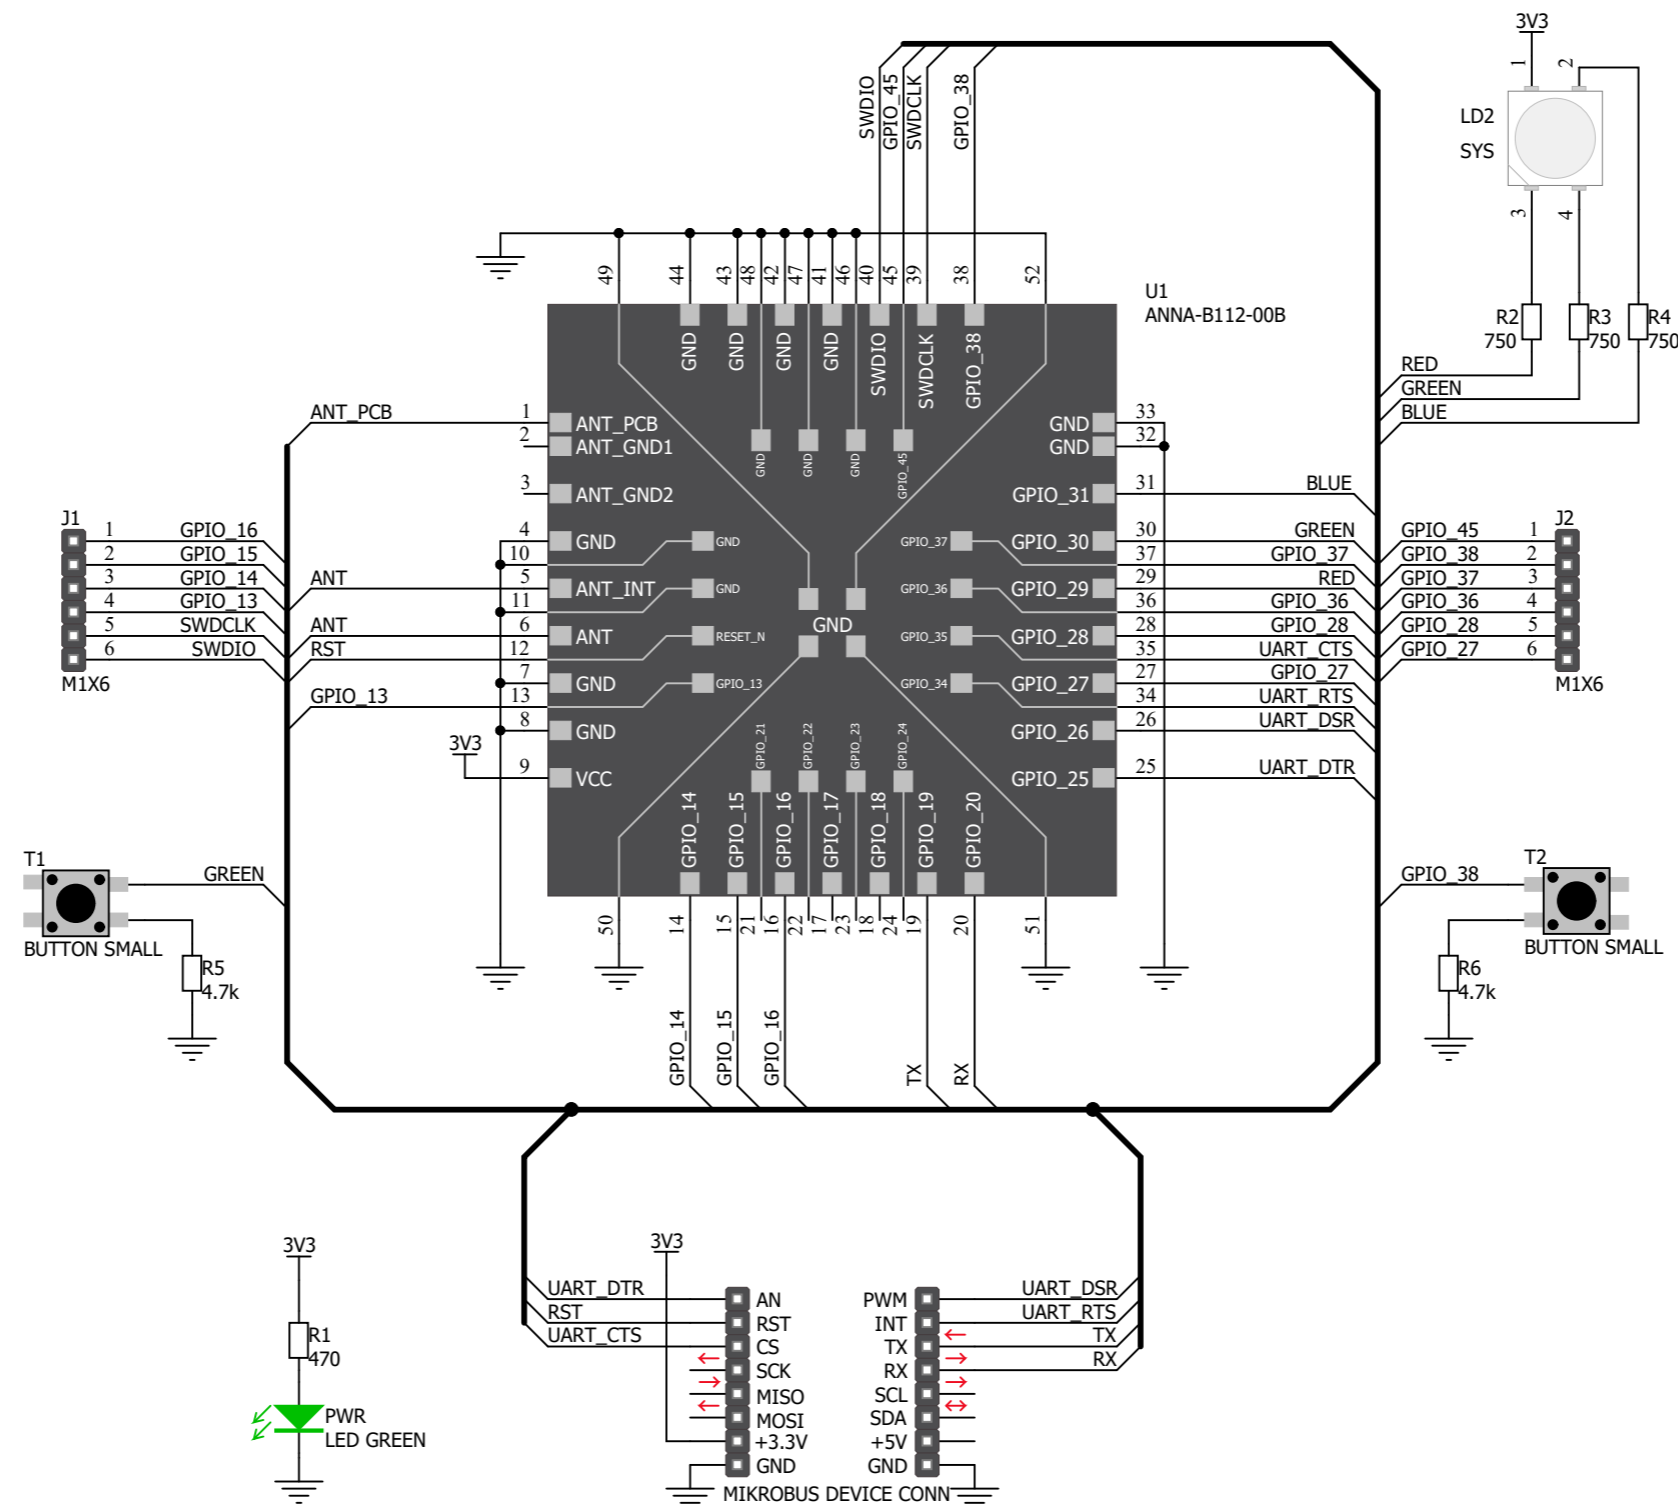 3V3
1
2
LD2
SYS
3
4
R2
750
R3
750
R4
750
RED
GREEN
BLUE
SWDIO
GPIO_45
SWDCLK
GPIO_38
49
44
43
48
42
47
41
46
40
45
39
38
52
U1
ANNA-B112-00B
GND
GND
GND
GND
SWDIO
SWDCLK
GPIO_38
GND
GND
GND
GPIO_45
ANT_PCB
1
ANT_PCB
2
ANT_GND1
3
ANT_GND2
4
GND
10
GND
ANT
5
ANT_INT
11
GND
ANT
6
ANT
RST
12
RESET_N
7
GND
GPIO_13
13
GPIO_13
8
GND
3V3
9
VCC
GND
GND
33
GND
32
GPIO_31
31
BLUE
GPIO_30
30
GREEN
GPIO_37
37
GPIO_37
GPIO_29
29
RED
GPIO_36
36
GPIO_36
GPIO_28
28
GPIO_28
GPIO_35
35
UART_CTS
GPIO_27
27
GPIO_27
GPIO_34
34
UART_RTS
GPIO_26
26
UART_DSR
GPIO_25
25
UART_DTR
J1
1
GPIO_16
2
GPIO_15
3
GPIO_14
4
GPIO_13
5
SWDCLK
6
SWDIO
M1X6
J2
GPIO_45
1
GPIO_38
2
GPIO_37
3
GPIO_36
4
GPIO_28
5
GPIO_27
6
M1X6
GPIO_21
GPIO_22
GPIO_23
GPIO_24
GPIO_14
GPIO_15
GPIO_16
GPIO_17
GPIO_18
GPIO_19
GPIO_20
50
14
15
21
16
22
17
23
18
24
19
20
51
GPIO_14
GPIO_15
GPIO_16
TX
RX
T1
GREEN
BUTTON SMALL
R5
4.7k
T2
GPIO_38
BUTTON SMALL
R6
4.7k
3V3
R1
470
PWR
LED GREEN
3V3
UART_DTR
AN
RST
RST
UART_CTS
CS
SCK
MISO
MOSI
+3.3V
GND
PWM
UART_DSR
INT
UART_RTS
TX
TX
RX
RX
SCL
SDA
+5V
GND
MIKROBUS DEVICE CONN